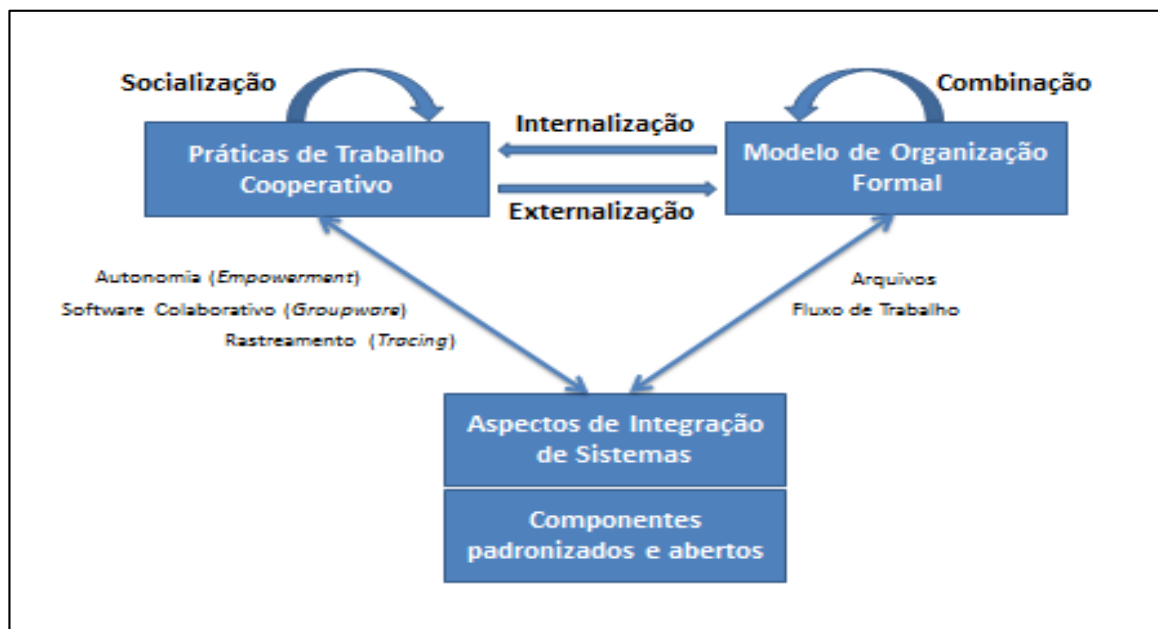 Socialização
Combinação
Internalização
Práticas de Trabalho
Cooperativo
Modelo de Organização
Formal
Externalização
Autonomia (Empowerment)
Software Colaborativo (Groupware)
Rastreamento (Tracing)
Arquivos
Fluxo de Trabalho
Aspectos de Integração
de Sistemas
Componentes
padronizados e abertos